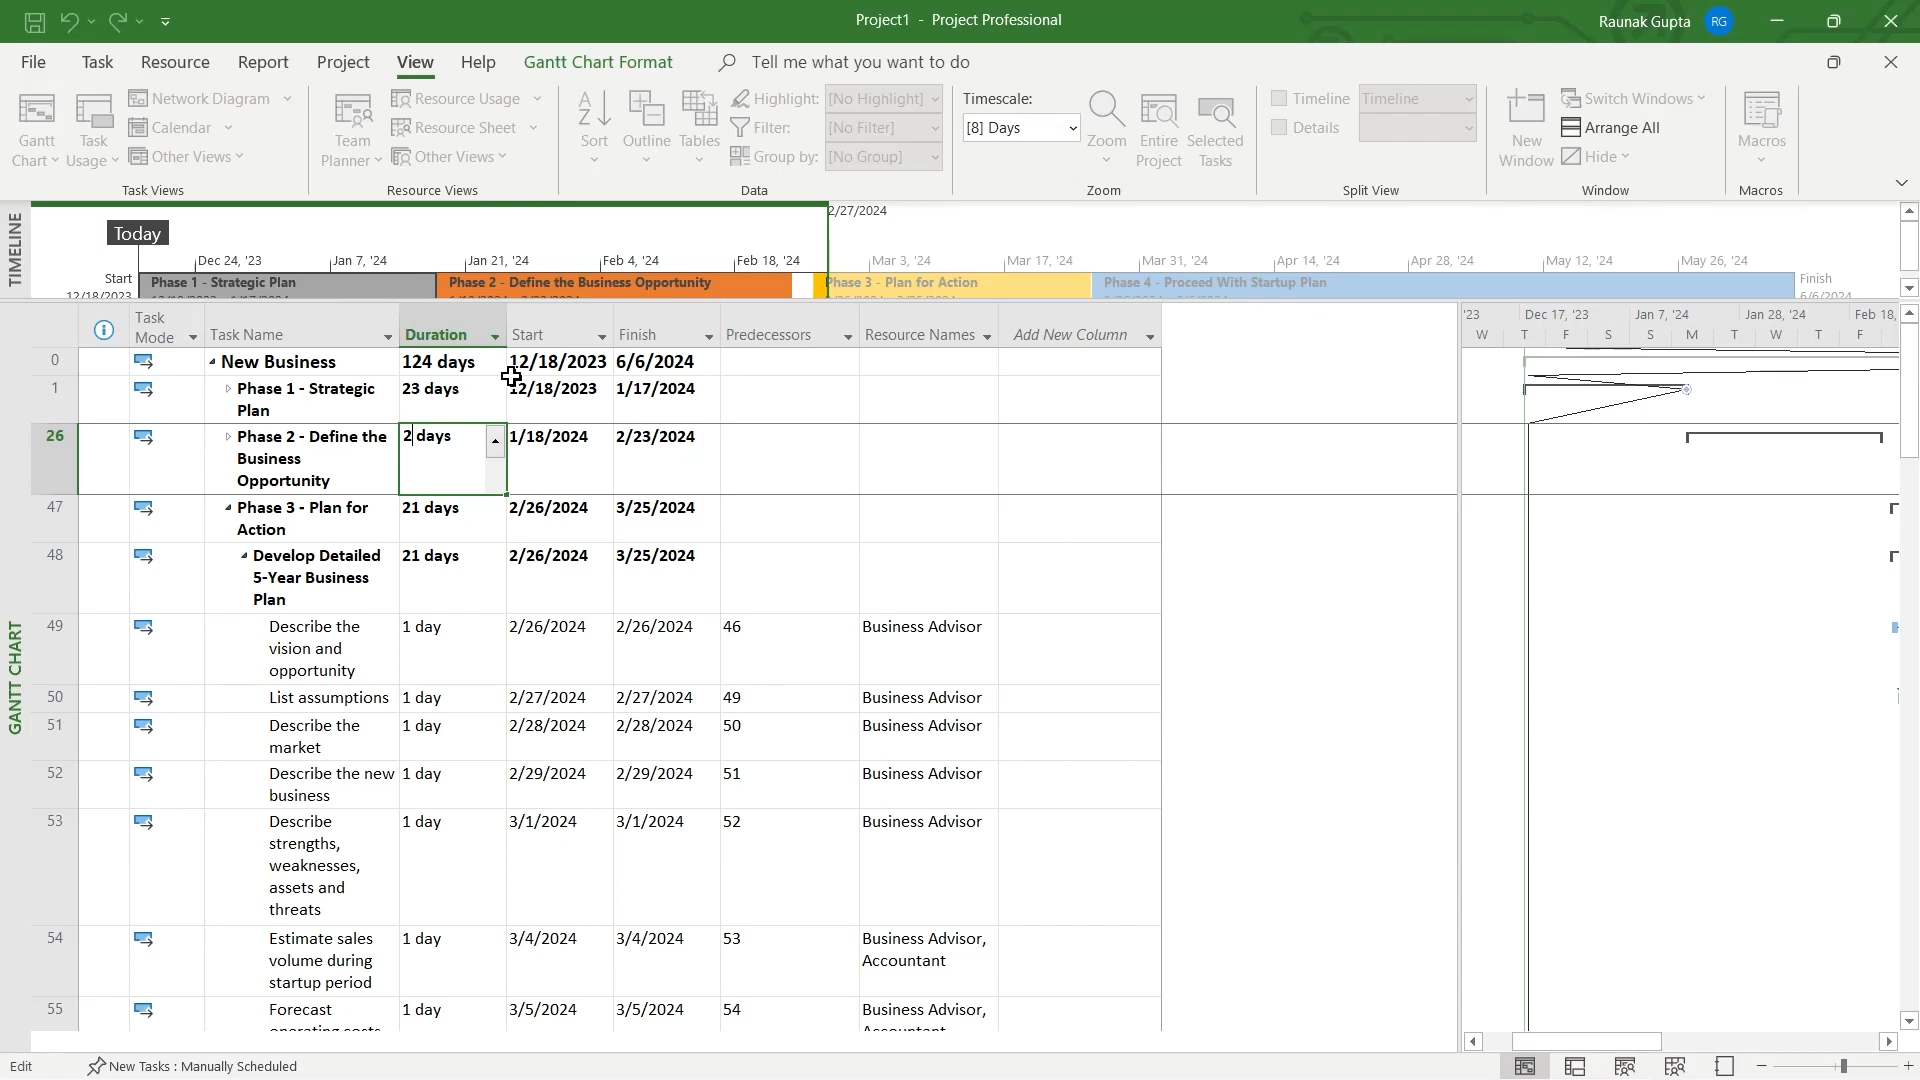 Project1 - Project Professional
Raunak Gupta RG
File Task Resource Report Project View Help Gantt Chart Format Tell me what you want to do
Gantt Chart
Task Usage
Network Diagram
Calendar
Other Views
Task Views
Team Planner
Resource Usage
Resource Sheet
Other Views
Resource Views
Sort
Outline
Tables
Highlight: [No Highlight]
Filter: [No Filter]
Group by: [No Group]
Data
Timescale:
[8] Days
Zoom
Entire Project
Selected Tasks
Zoom
Timeline Timeline
Details
Split View
New Window
Switch Windows
Arrange All
Hide
Window
Macros
Macros
TIMELINE
2/27/2024
Today
Dec 24, '23 Jan 7, '24 Jan 21, '24 Feb 4, '24 Feb 18, '24 Mar 3, '24 Mar 17, '24 Mar 31, '24 Apr 14, '24 Apr 28, '24 May 12, '24 May 26, '24
Start
12/18/2023
Phase 1 - Strategic Plan
Phase 2 - Define the Business Opportunity
Phase 3 - Plan for Action
Phase 4 - Proceed With Startup Plan
Finish
6/6/2024
GANTT CHART
Task Mode Task Name Duration Start Finish Predecessors Resource Names Add New Column
'23 Dec 17, '23 Jan 7, '24 Jan 28, '24 Feb 18,
W T F S S M T W T F
0 New Business 124 days 12/18/2023 6/6/2024
1 Phase 1 - Strategic Plan 23 days 12/18/2023 1/17/2024
26 Phase 2 - Define the Business Opportunity 2 days 1/18/2024 2/23/2024
47 Phase 3 - Plan for Action 21 days 2/26/2024 3/25/2024
48 Develop Detailed 5-Year Business Plan 21 days 2/26/2024 3/25/2024
49 Describe the vision and opportunity 1 day 2/26/2024 2/26/2024 46 Business Advisor
50 List assumptions 1 day 2/27/2024 2/27/2024 49 Business Advisor
51 Describe the market 1 day 2/28/2024 2/28/2024 50 Business Advisor
52 Describe the new business 1 day 2/29/2024 2/29/2024 51 Business Advisor
53 Describe strengths, weaknesses, assets and threats 1 day 3/1/2024 3/1/2024 52 Business Advisor
54 Estimate sales volume during startup period 1 day 3/4/2024 3/4/2024 53 Business Advisor, Accountant
55 Forecast 1 day 3/5/2024 3/5/2024 54 Business Advisor,
Edit New Tasks : Manually Scheduled